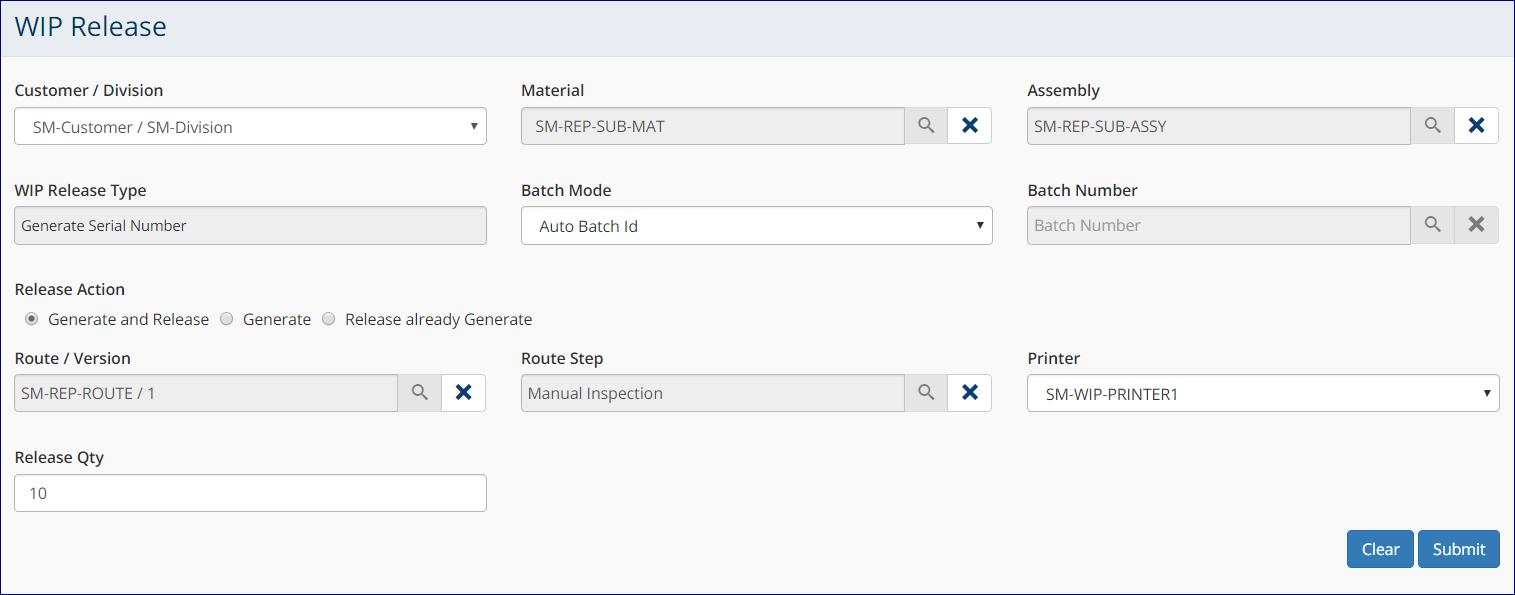 WIP Release
Customer / Division Material Assembly
SM-Customer / SM-Division SM-REP-SUB-MAT SM-REP-SUB-ASSY
WIP Release Type Batch Mode Batch Number
Generate Serial Number Auto Batch Id Batch Number
Release Action
Generate and Release Generate Release already Generate
Route / Version Route Step Printer
SM-REP-ROUTE / 1 Manual Inspection SM-WIP-PRINTER1
Release Qty
10
Clear Submit